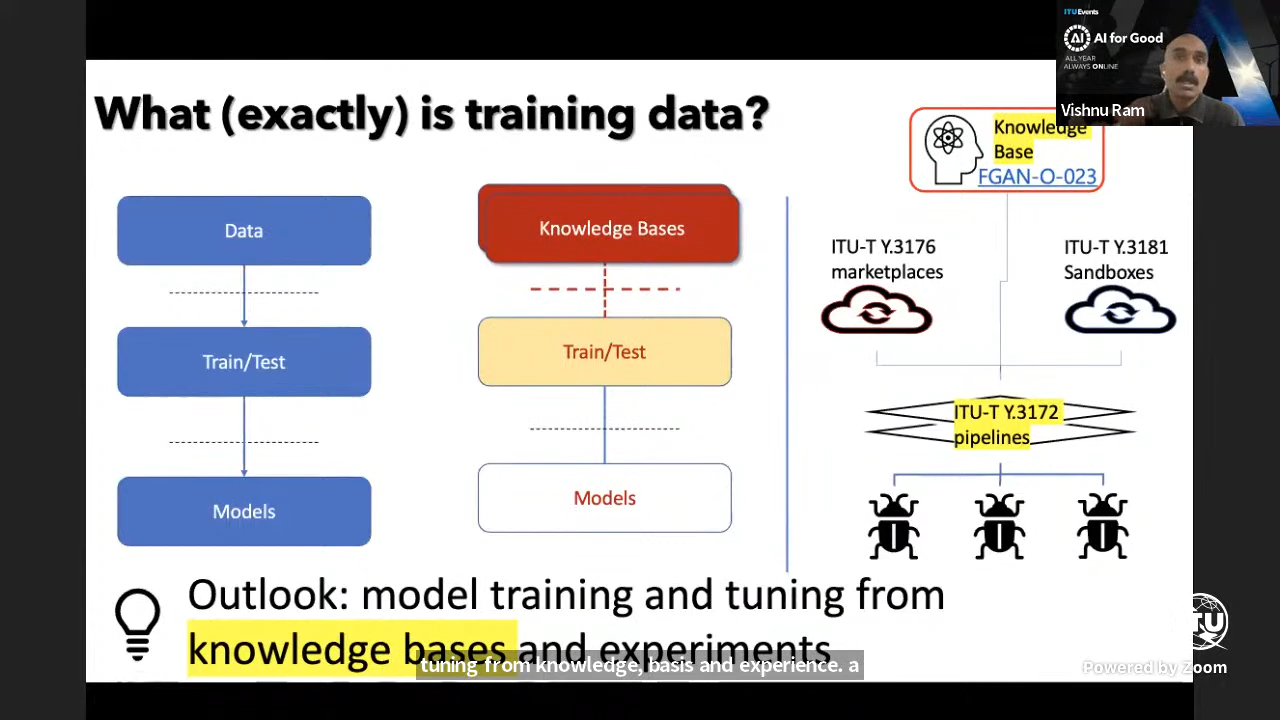 What (exactly) is training data?
Data
Train/Test
Models
Knowledge Bases
Train/Test
Models
Knowledge
Base
FGAN-O-023
ITU-T Y.3176
marketplaces
ITU-T Y.3181
Sandboxes
ITU-T Y.3172
pipelines
Outlook: model training and tuning from
knowledge bases and experiments
tuning from knowledge, basis and experience. a
ITUEvents
AI
AI for Good
ALL YEAR
ALWAYS ONLINE
Vishnu Ram
ITU
Powered by Zoom